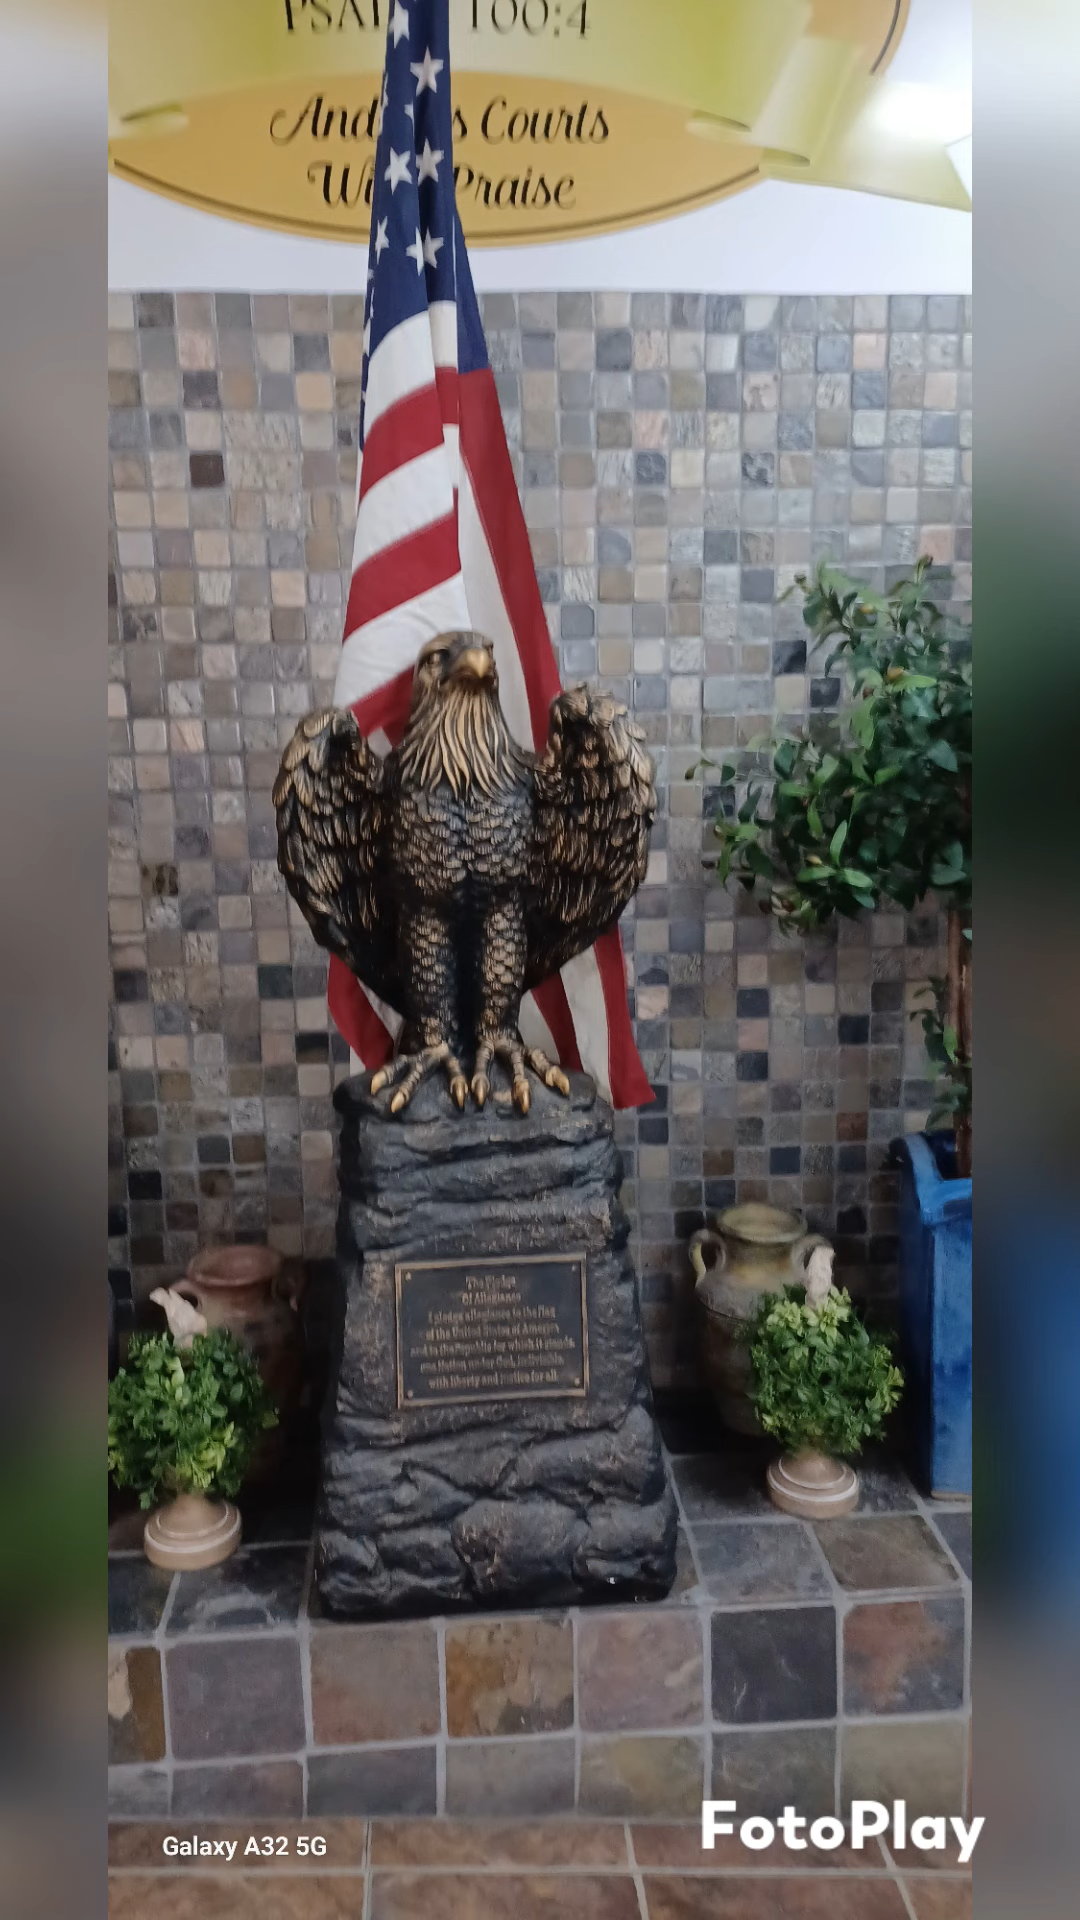 100:4
And s Courts
Wi Praise
The Pledge
Of Allegiance
I pledge allegiance to the flag
of the United States of America,
and to the Republic for which it stands,
one Nation under God, indivisible,
with liberty and justice for all.
Galaxy A32 5G
FotoPlay